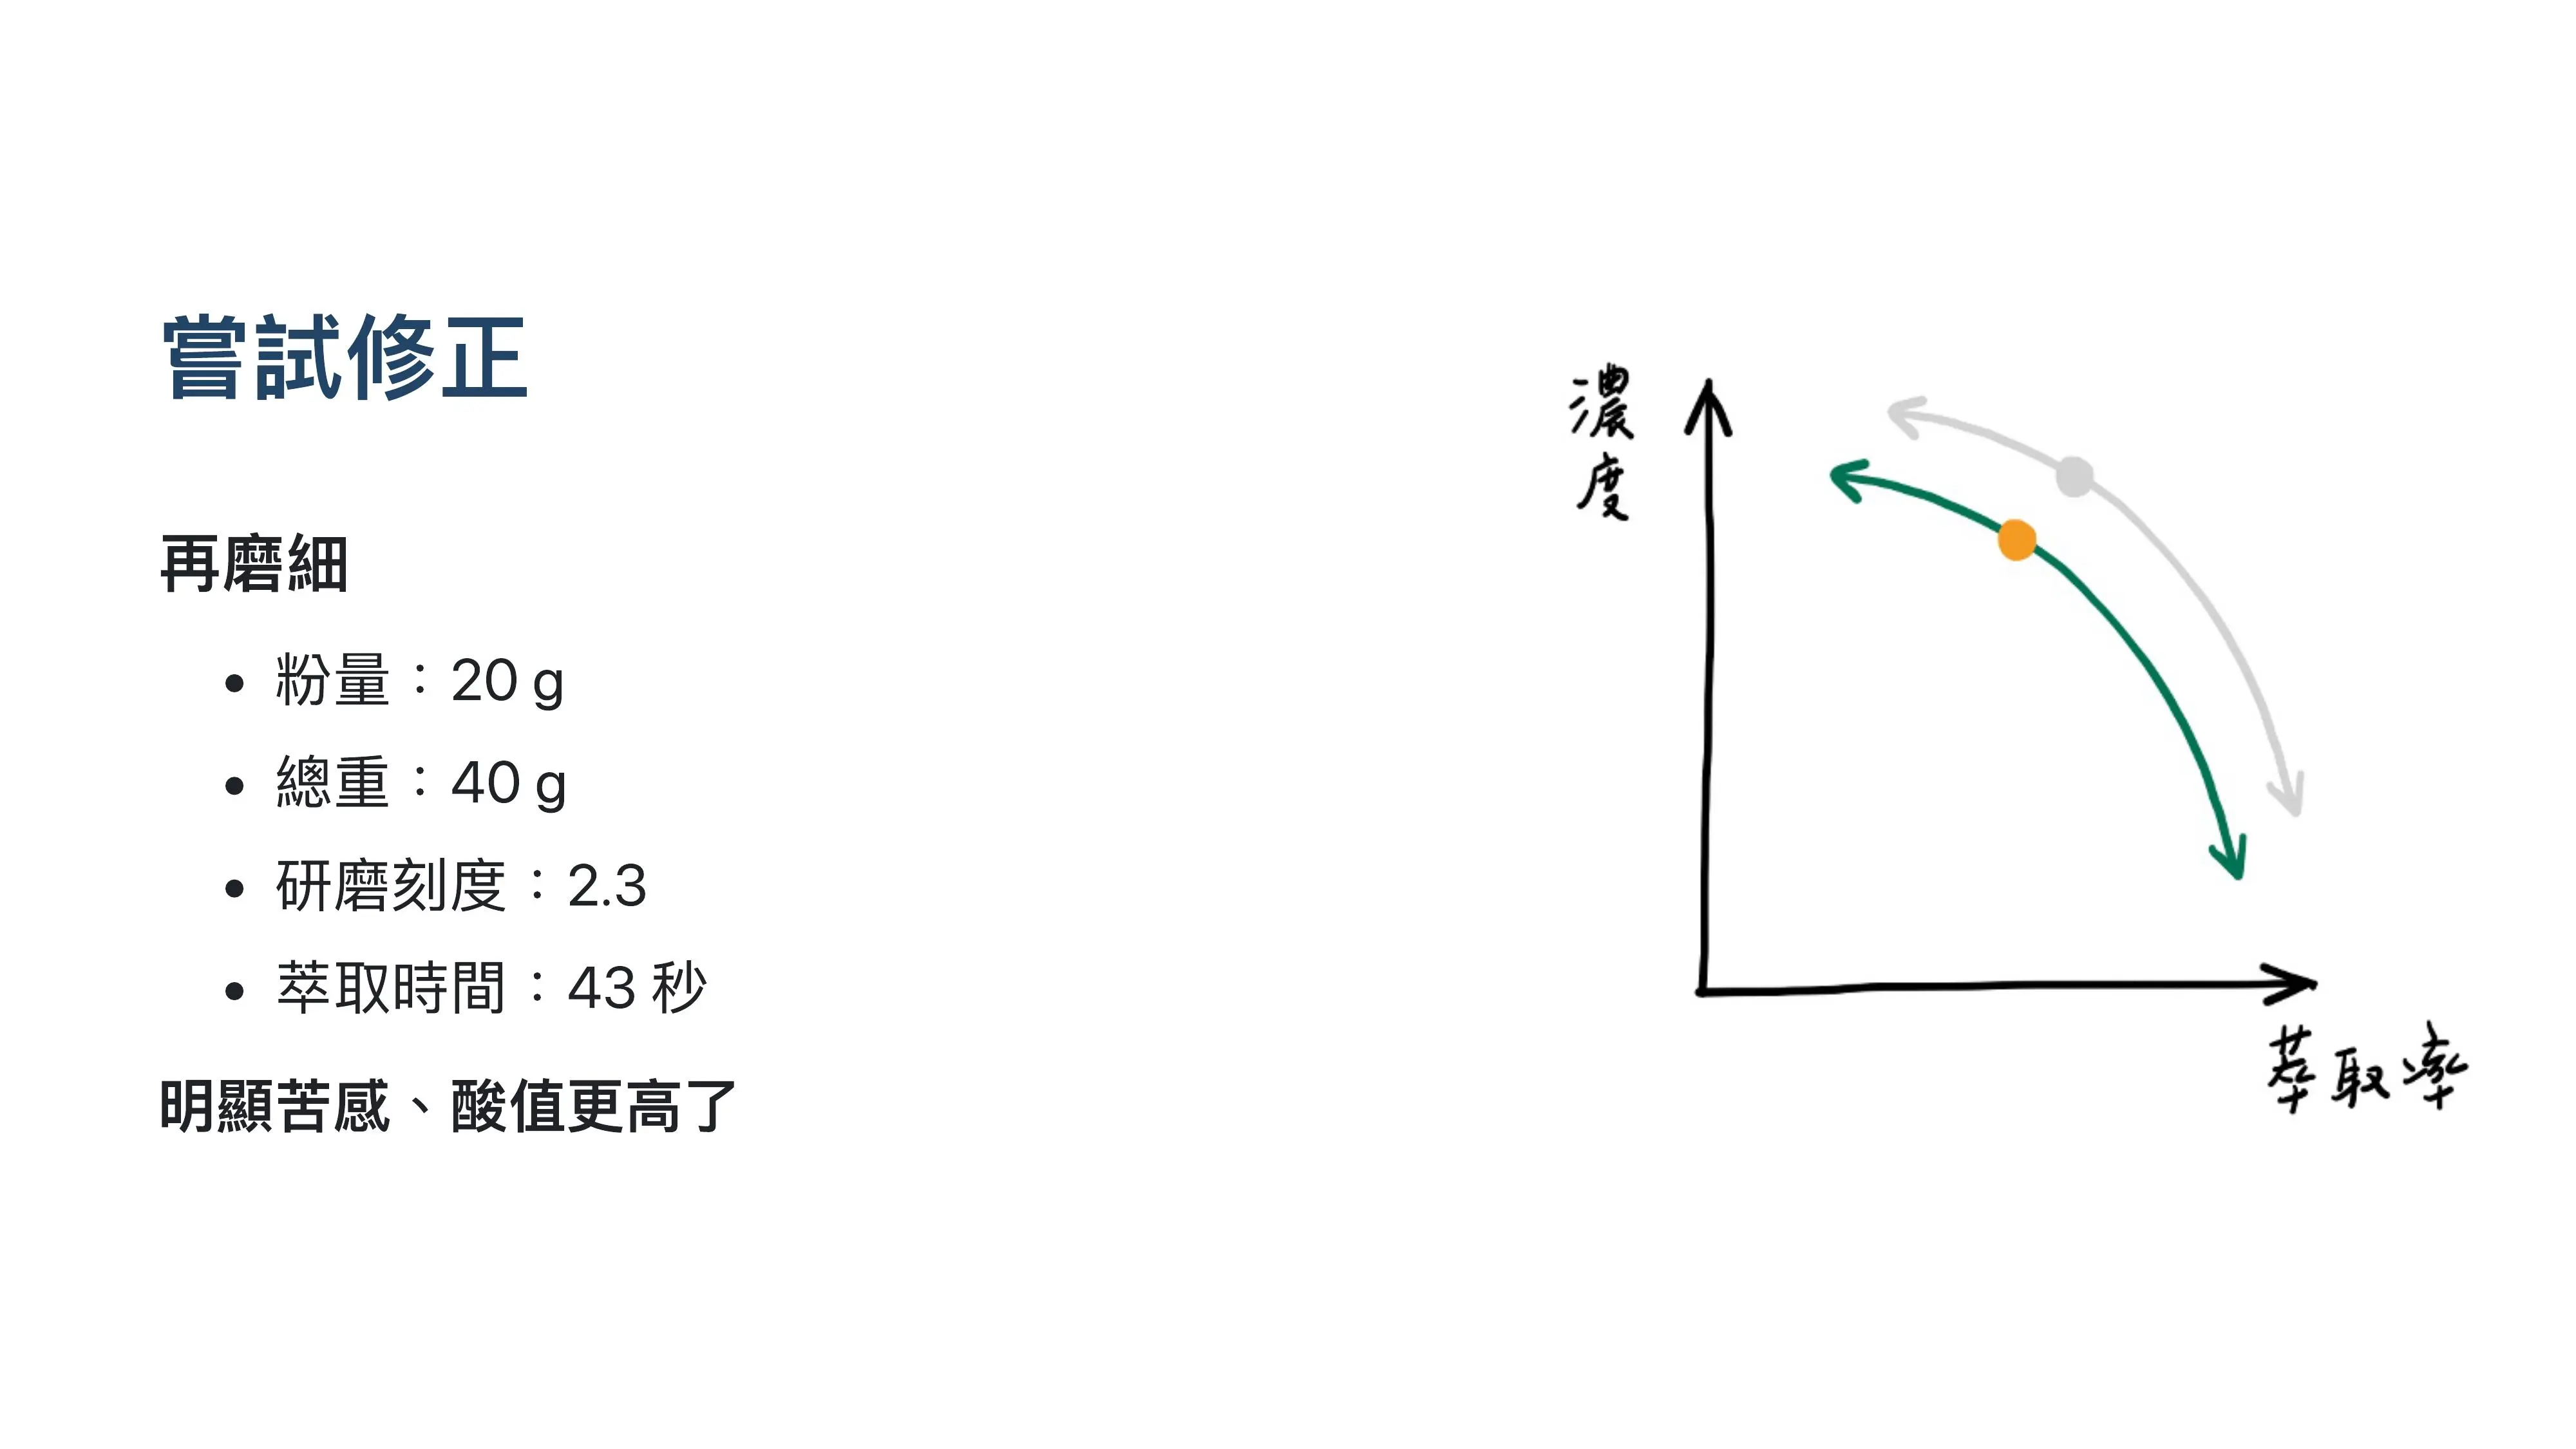 嘗試修正
再磨細
• 粉量：20 g
• 總重：40 g
• 研磨刻度：2.3
• 萃取時間：43 秒
明顯苦感、酸值更高了
濃度
萃取率